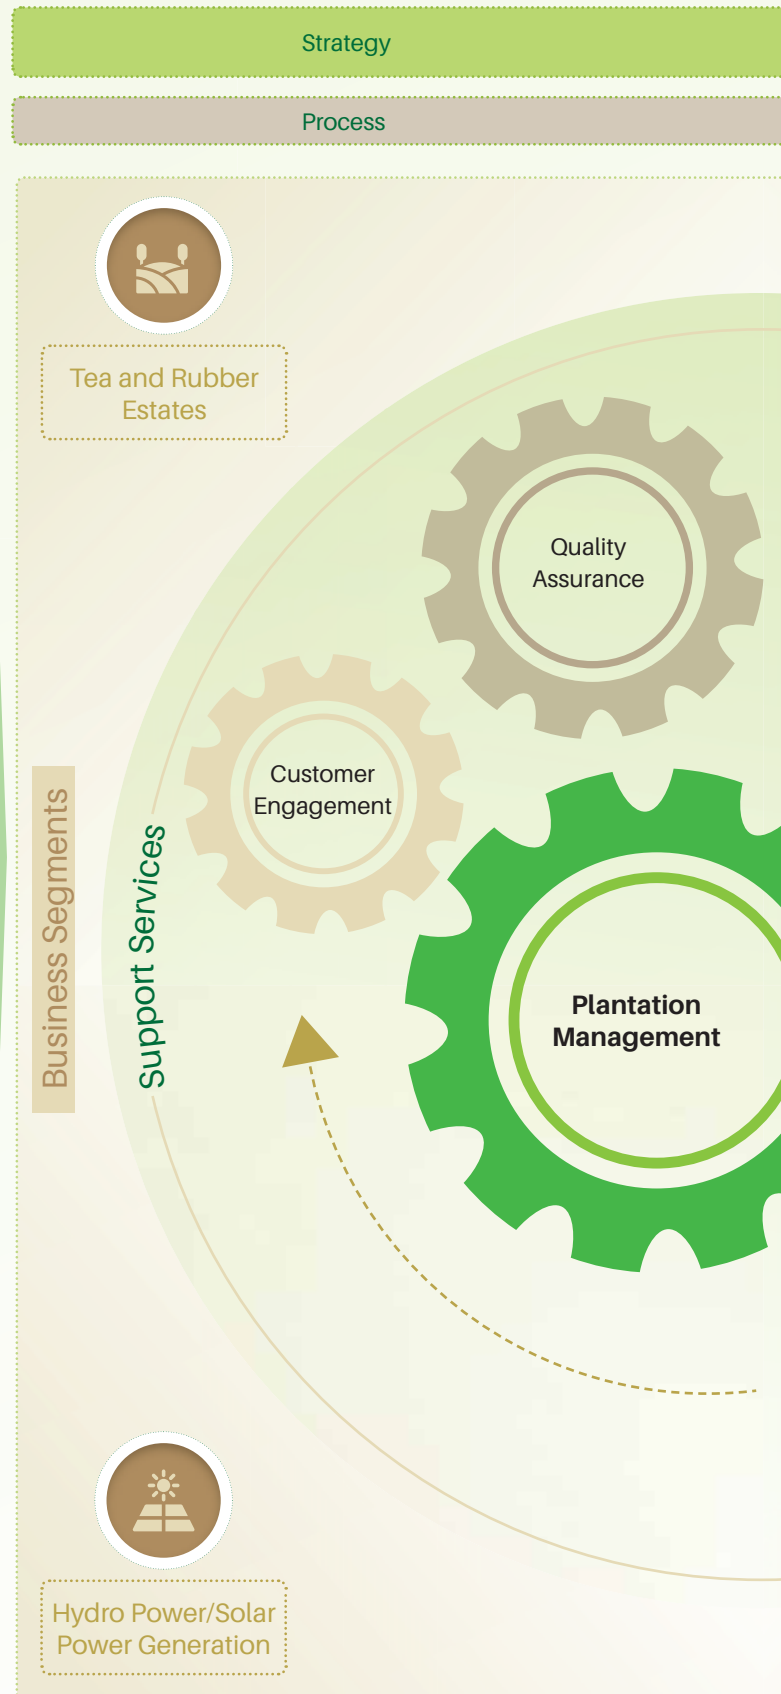 Strategy
Process
Tea and Rubber
Estates
Quality
Assurance
Customer
Engagement
Business Segments
Support Services
Plantation
Management
Hydro Power/Solar
Power Generation